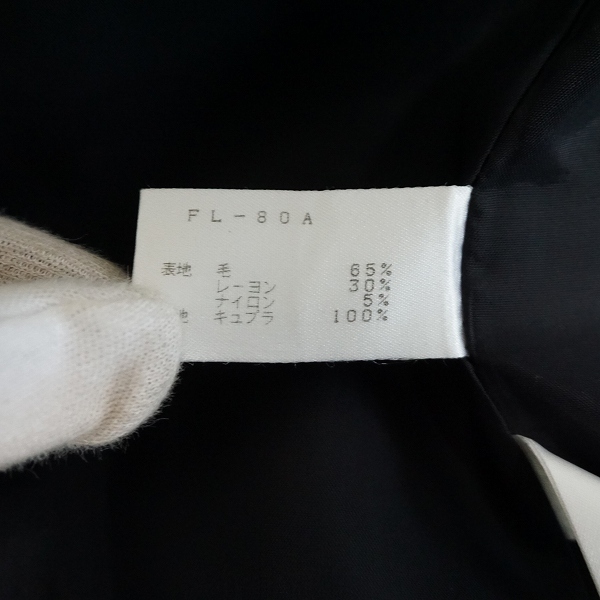 FL-80A
表地 毛 65%
レーヨン 30%
ナイロン 5%
地 キュプラ 100%